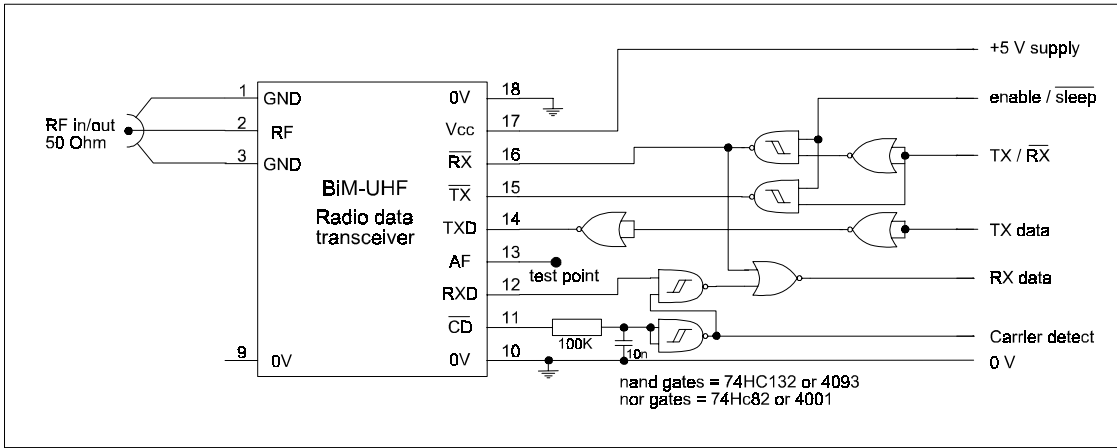 +5 V supply
enable / sleep
TX / RX
TX data
RX data
Carrier detect
0 V
RF in/out
50 Ohm
1 GND
2 RF
3 GND
9 0V
BiM-UHF
Radio data
transceiver
0V 18
Vcc 17
RX 16
TX 15
TXD 14
AF 13
test point
RXD 12
CD 11
100K
10n
0V 10
nand gates = 74HC132 or 4093
nor gates = 74Hc82 or 4001